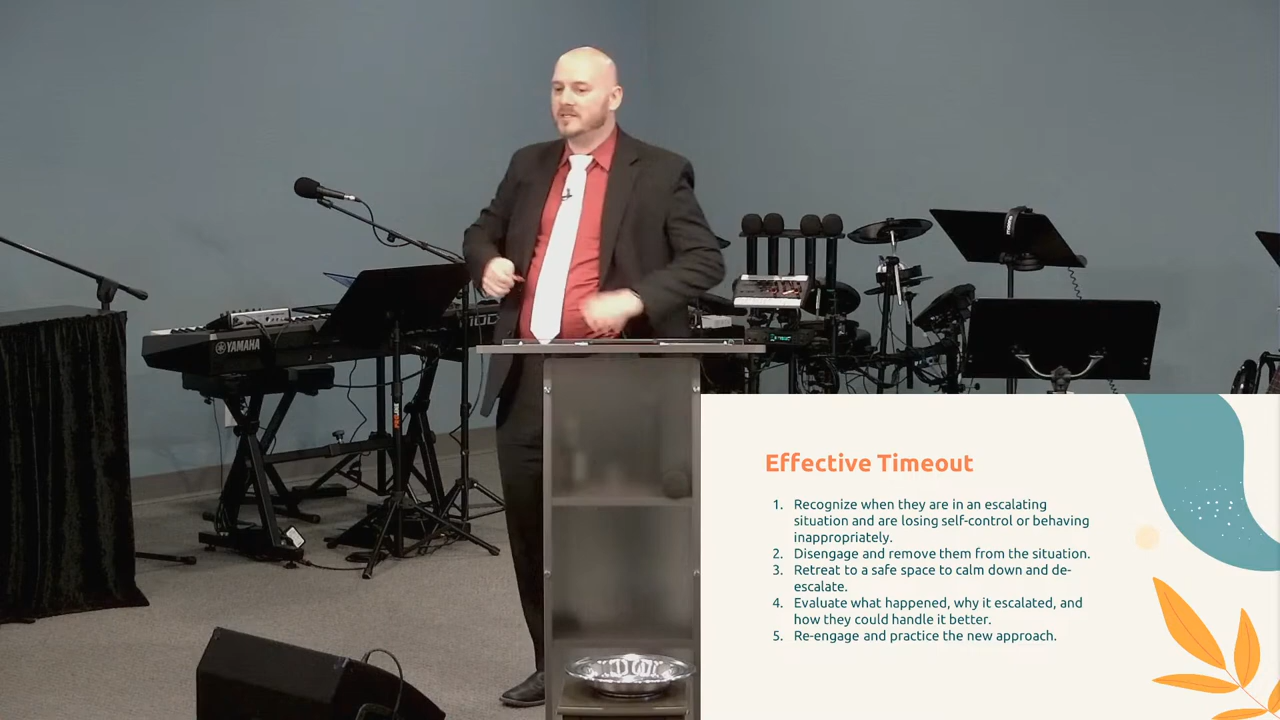 YAMAHA
Effective Timeout
1. Recognize when they are in an escalating
situation and are losing self-control or behaving
inappropriately.
2. Disengage and remove them from the situation.
3. Retreat to a safe space to calm down and de-
escalate.
4. Evaluate what happened, why it escalated, and
how they could handle it better.
5. Re-engage and practice the new approach.